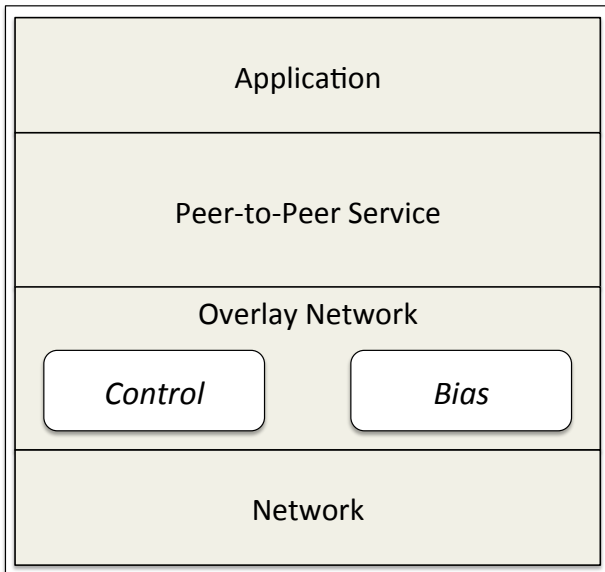 Application
Peer-to-Peer Service
Overlay Network
Control
Bias
Network